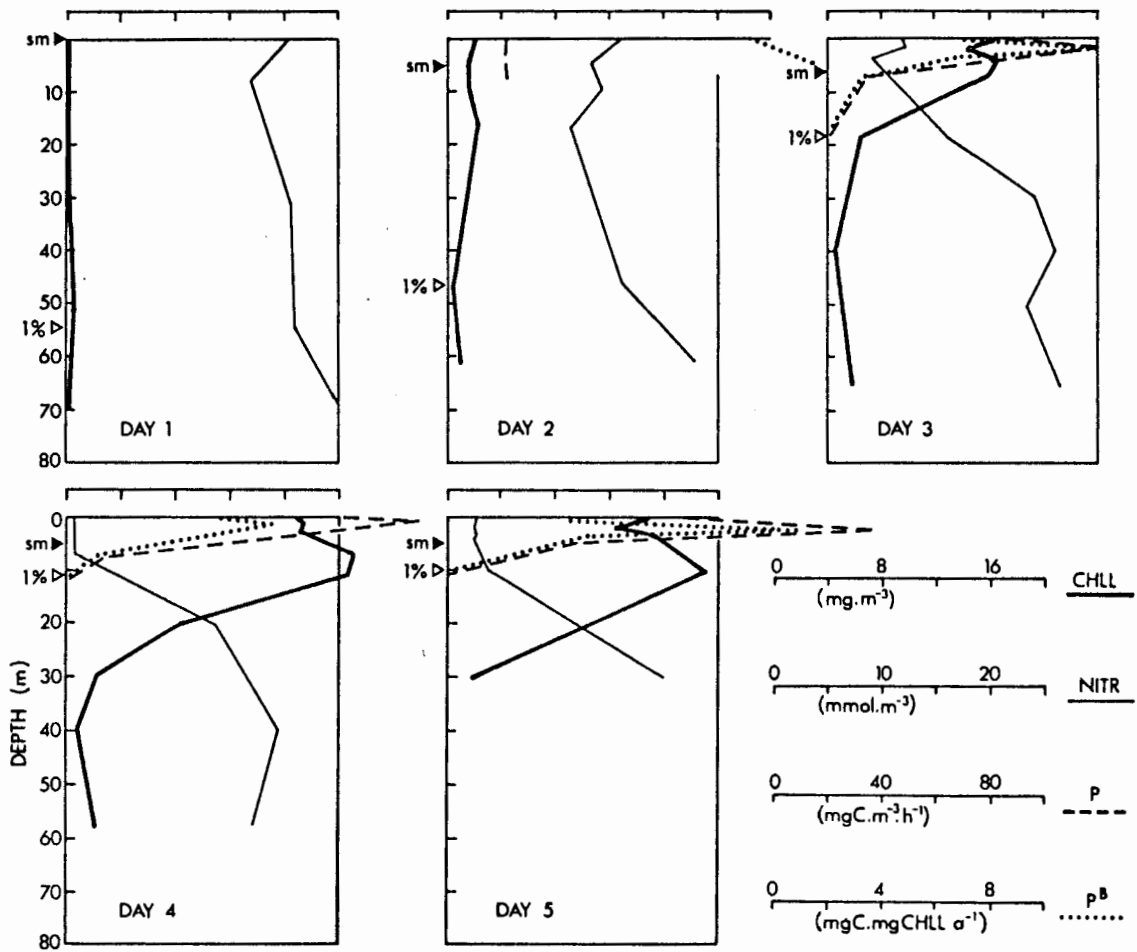 sm
10
20
30
40
50
1%
60
70
80
DAY 1
sm
1%
DAY 2
sm
1%
DAY 3
DEPTH (m)
0
sm
10
1%
20
30
40
50
60
70
80
DAY 4
sm
1%
DAY 5
0 8 16 CHLL
(mg.m⁻³)
0 10 20 NITR
(mmol.m⁻³)
0 40 80 P
(mgC.m⁻³.h⁻¹)
0 4 8 Pᴮ
(mgC.mgCHLL a⁻¹)